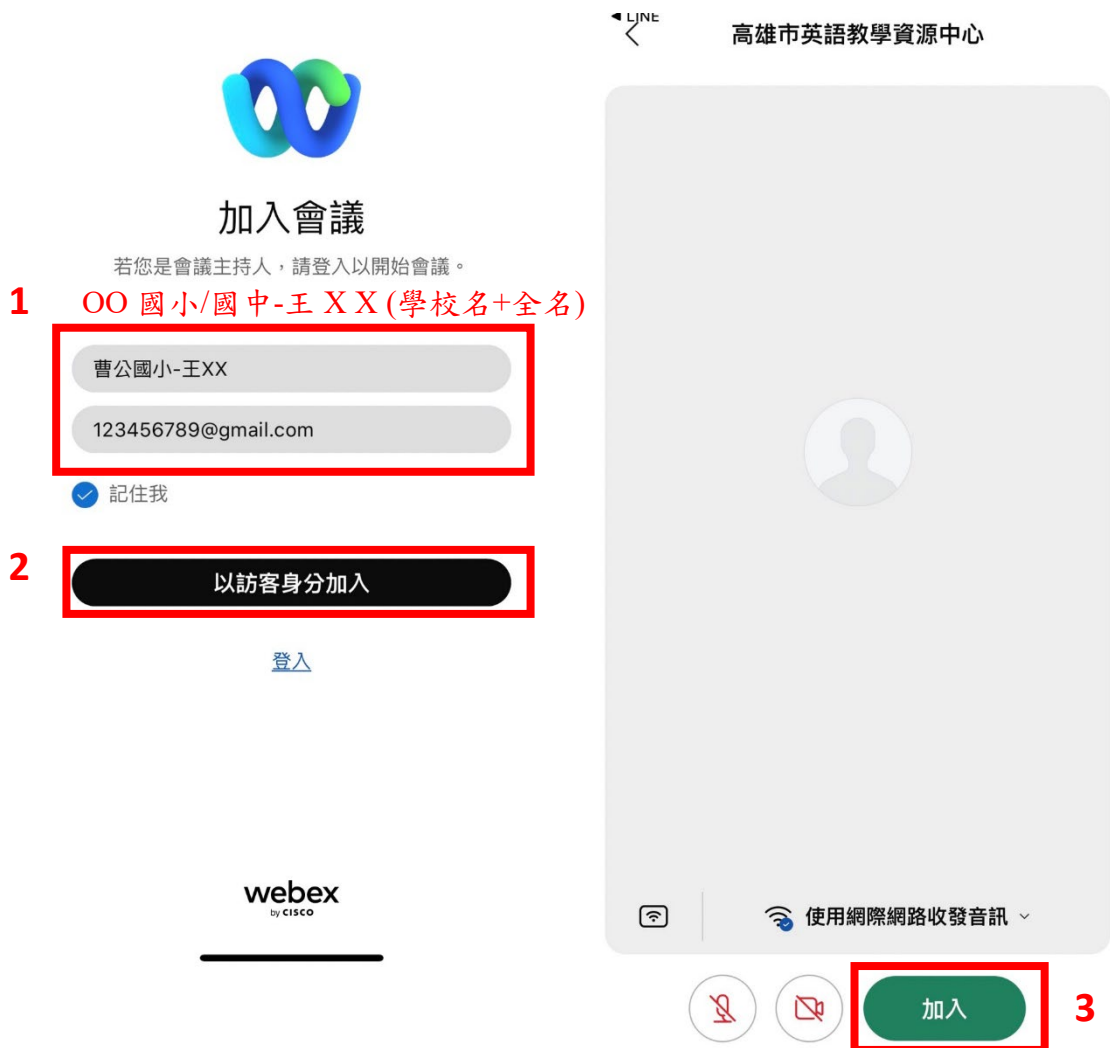 加入會議
若您是會議主持人，請登入以開始會議。
1 OO 國小/國中-王ＸＸ(學校名+全名)
曹公國小-王XX
123456789@gmail.com
記住我
2 以訪客身分加入
登入
webex
by CISCO
◀ LINE
高雄市英語教學資源中心
使用網際網路收發音訊
加入 3